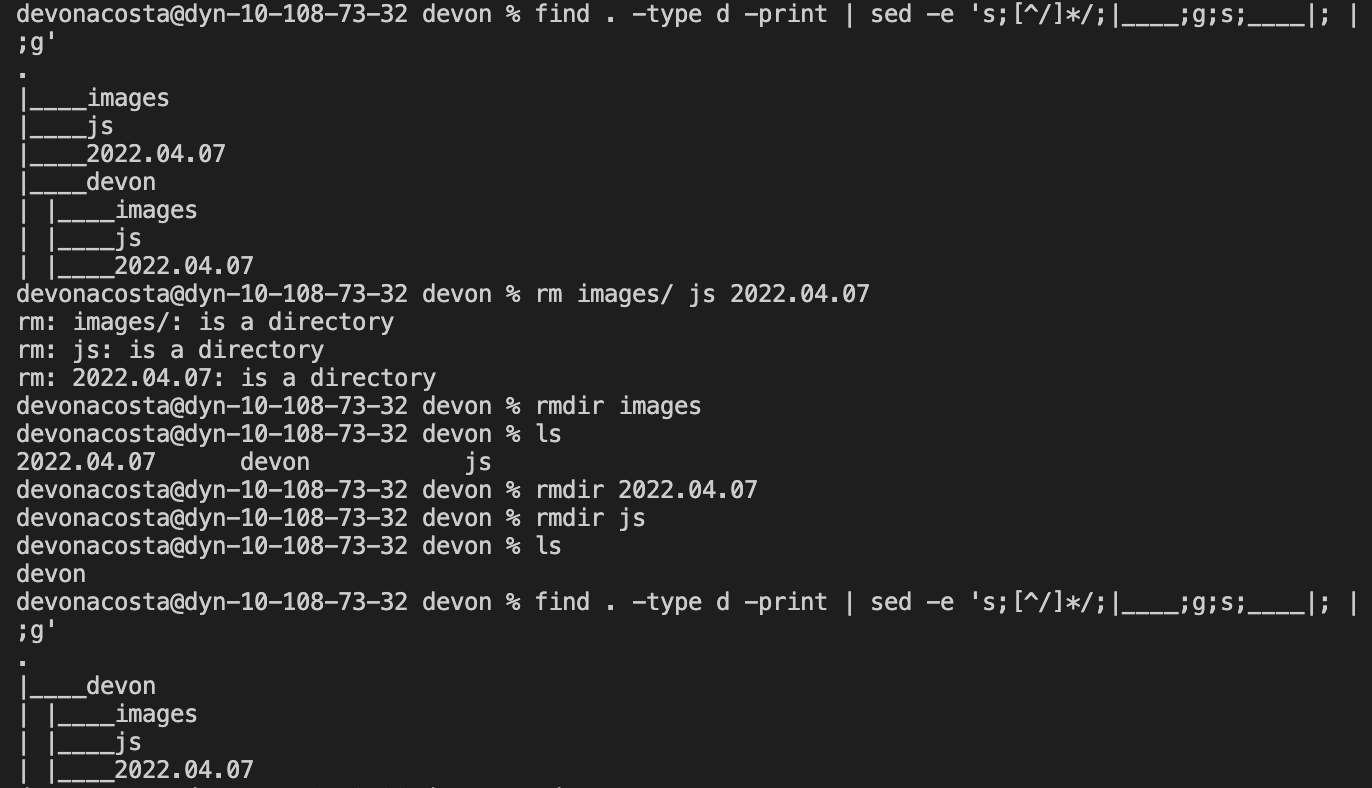 devonacosta@dyn-10-108-73-32 devon % find . -type d -print | sed -e 's;[^/]*/;|____;g;s;____|; |
;g'
.
|____images
|____js
|____2022.04.07
|____devon
| |____images
| |____js
| |____2022.04.07
devonacosta@dyn-10-108-73-32 devon % rm images/ js 2022.04.07
rm: images/: is a directory
rm: js: is a directory
rm: 2022.04.07: is a directory
devonacosta@dyn-10-108-73-32 devon % rmdir images
devonacosta@dyn-10-108-73-32 devon % ls
2022.04.07      devon           js
devonacosta@dyn-10-108-73-32 devon % rmdir 2022.04.07
devonacosta@dyn-10-108-73-32 devon % rmdir js
devonacosta@dyn-10-108-73-32 devon % ls
devon
devonacosta@dyn-10-108-73-32 devon % find . -type d -print | sed -e 's;[^/]*/;|____;g;s;____|; |
;g'
.
|____devon
| |____images
| |____js
| |____2022.04.07